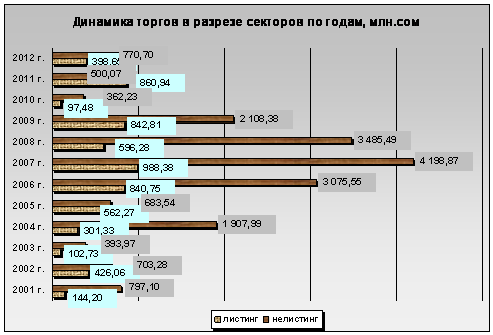 Динамика торгов в разрезе секторов по годам, млн.сом
2012 г. 770,70
398,65
2011 г. 500,07
860,94
2010 г. 362,23
97,48
2009 г. 2 108,38
842,81
2008 г. 3 485,49
596,28
2007 г. 4 198,87
988,38
2006 г. 3 075,55
840,75
2005 г. 683,54
562,27
2004 г. 1 907,99
301,33
2003 г. 393,97
102,73
2002 г. 703,28
426,06
2001 г. 797,10
144,20
листинг нелистинг